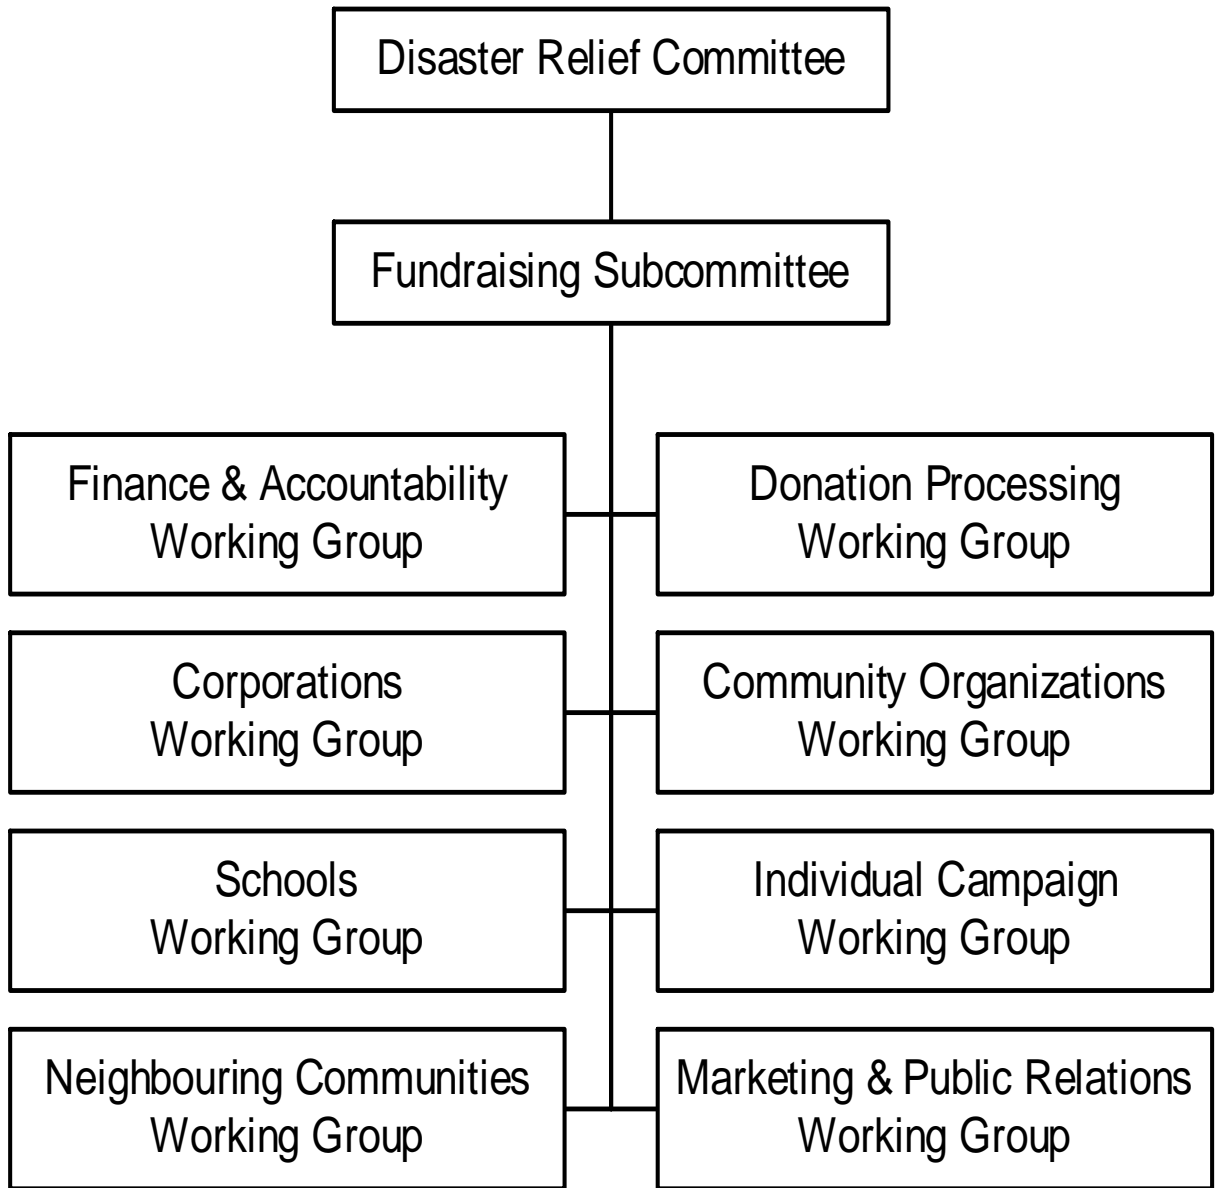 Disaster Relief Committee
Fundraising Subcommittee
Finance & Accountability
Working Group
Donation Processing
Working Group
Corporations
Working Group
Community Organizations
Working Group
Schools
Working Group
Individual Campaign
Working Group
Neighbouring Communities
Working Group
Marketing & Public Relations
Working Group